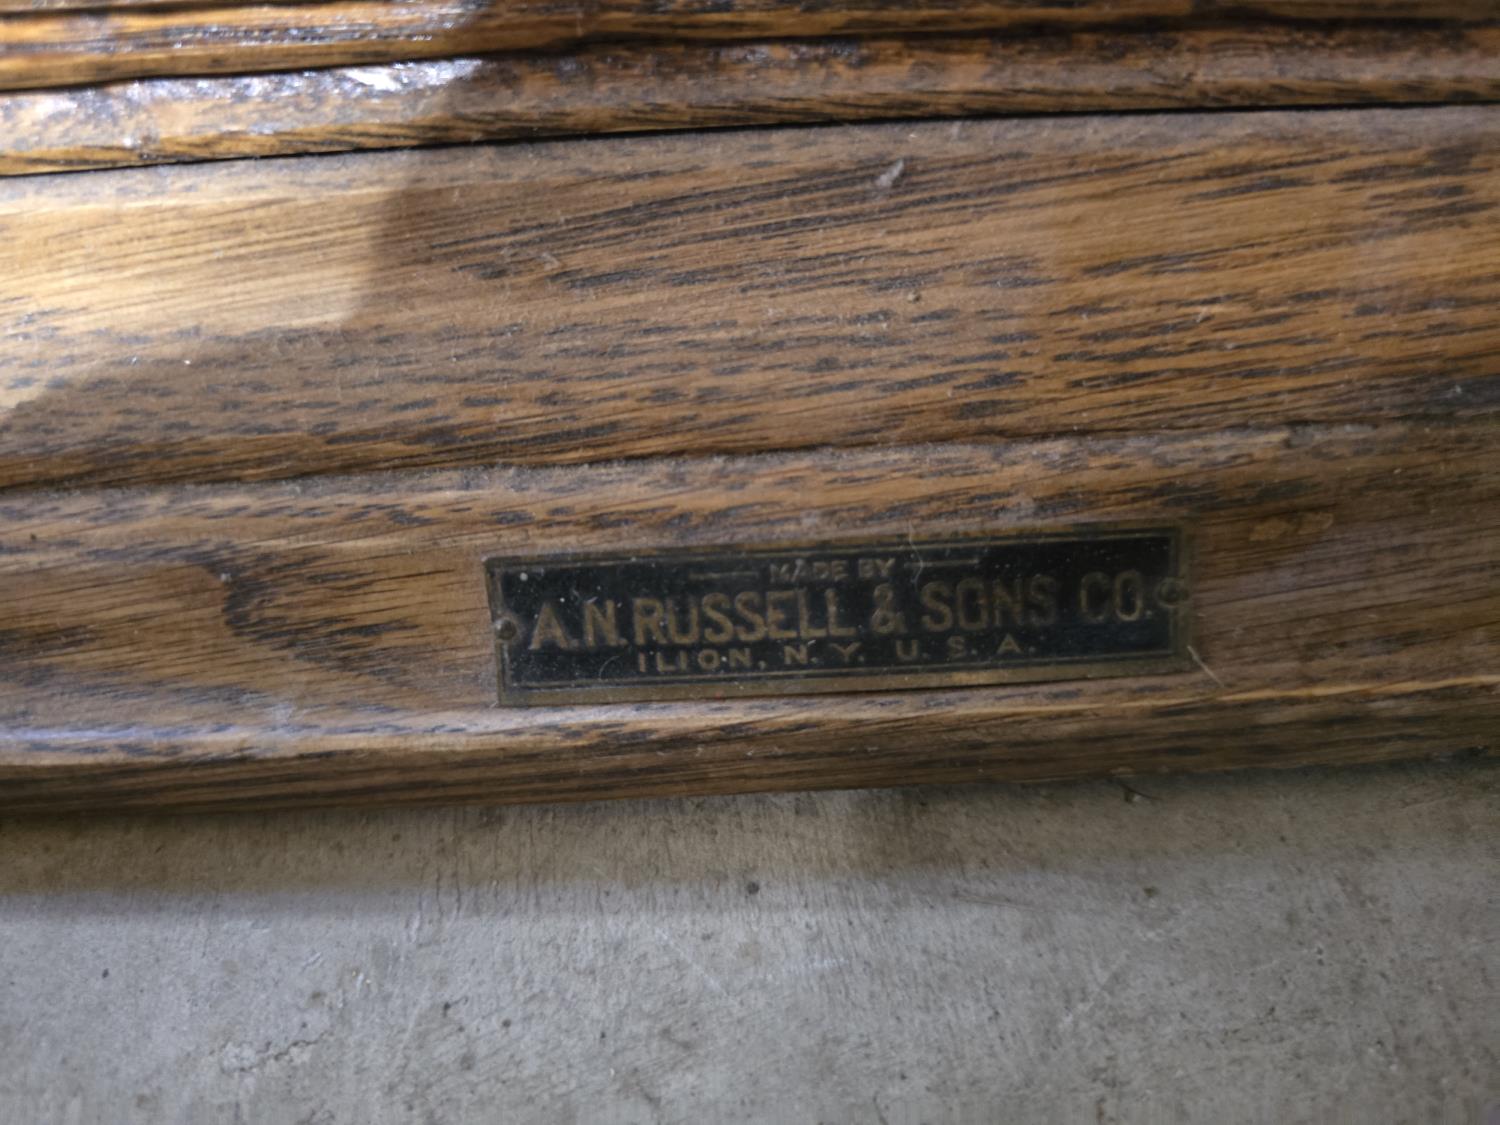 MADE BY
A.N. RUSSELL & SONS CO.
ILION, N.Y. U.S.A.